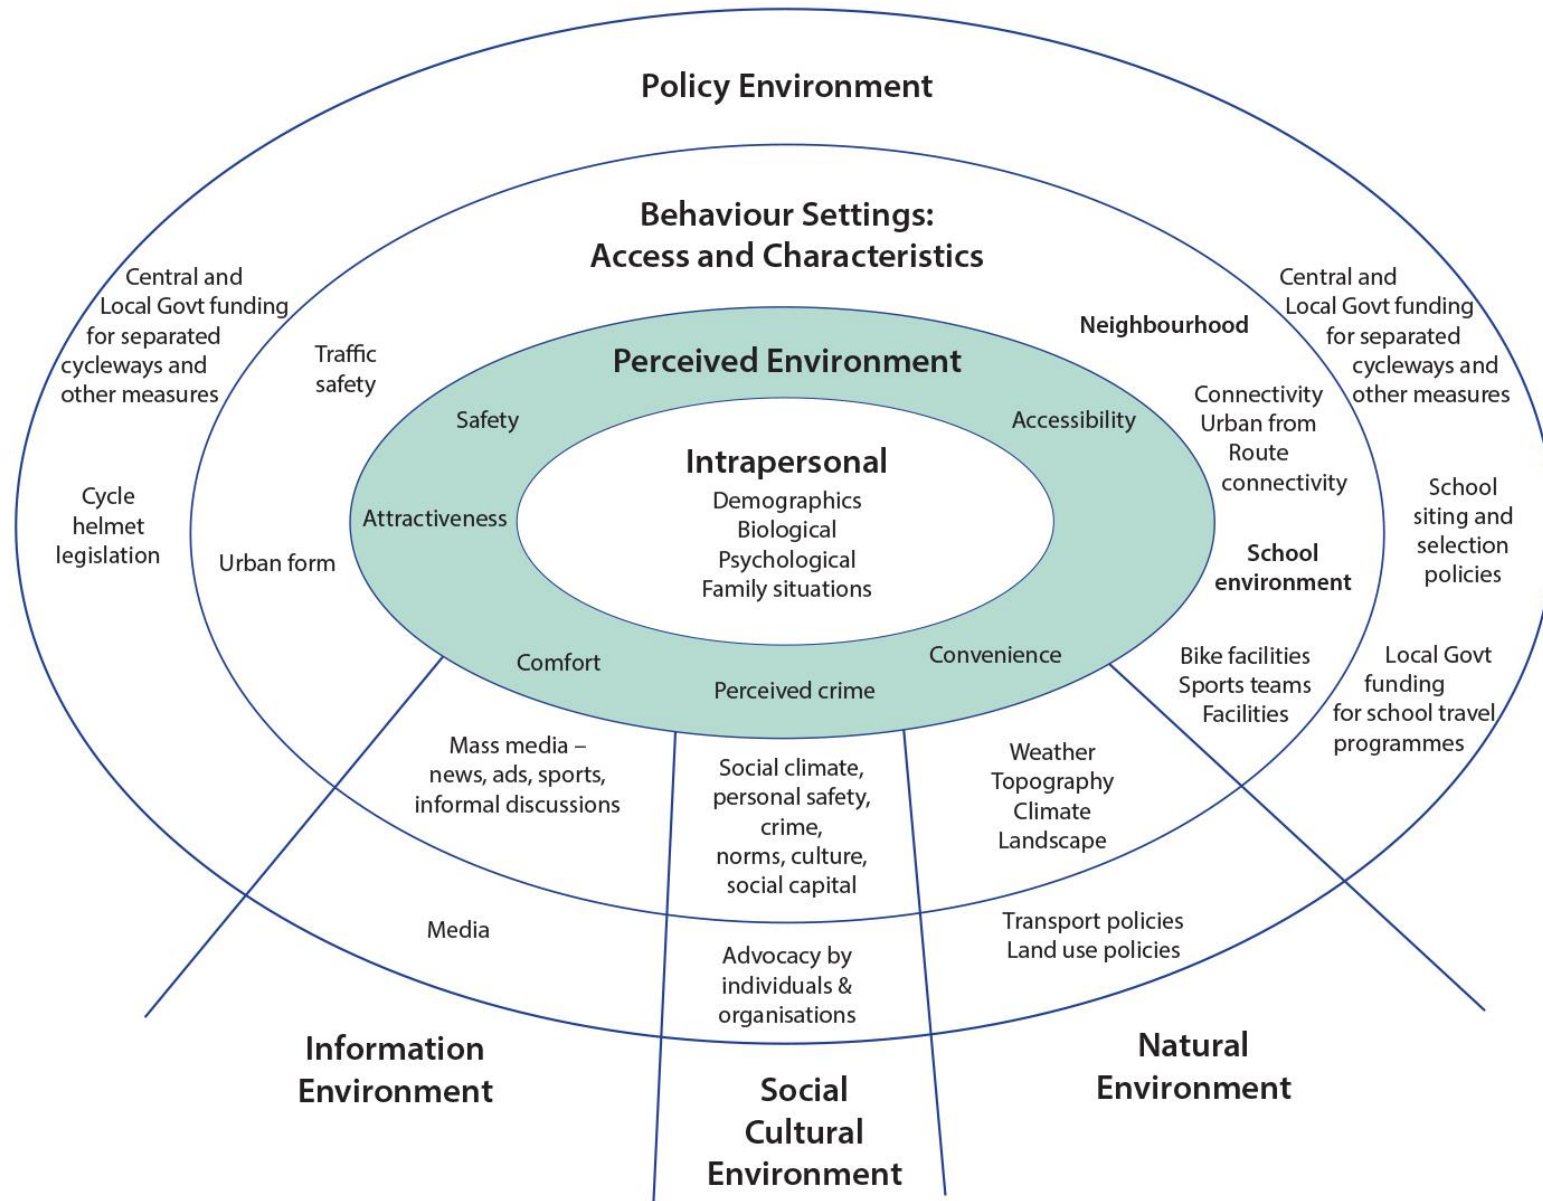 Policy Environment
Behaviour Settings:
Access and Characteristics
Central and
Local Govt funding
for separated
cycleways and
other measures
Traffic
safety
Cycle
helmet
legislation
Urban form
Perceived Environment
Safety
Accessibility
Attractiveness
Intrapersonal
Demographics
Biological
Psychological
Family situations
Comfort
Perceived crime
Convenience
Neighbourhood
Connectivity
Urban from
Route
connectivity
School
environment
Bike facilities
Sports teams
Facilities
Central and
Local Govt funding
for separated
cycleways and
other measures
School
siting and
selection
policies
Local Govt
funding
for school travel
programmes
Mass media –
news, ads, sports,
informal discussions
Social climate,
personal safety,
crime,
norms, culture,
social capital
Weather
Topography
Climate
Landscape
Media
Advocacy by
individuals &
organisations
Transport policies
Land use policies
Information
Environment
Social
Cultural
Environment
Natural
Environment